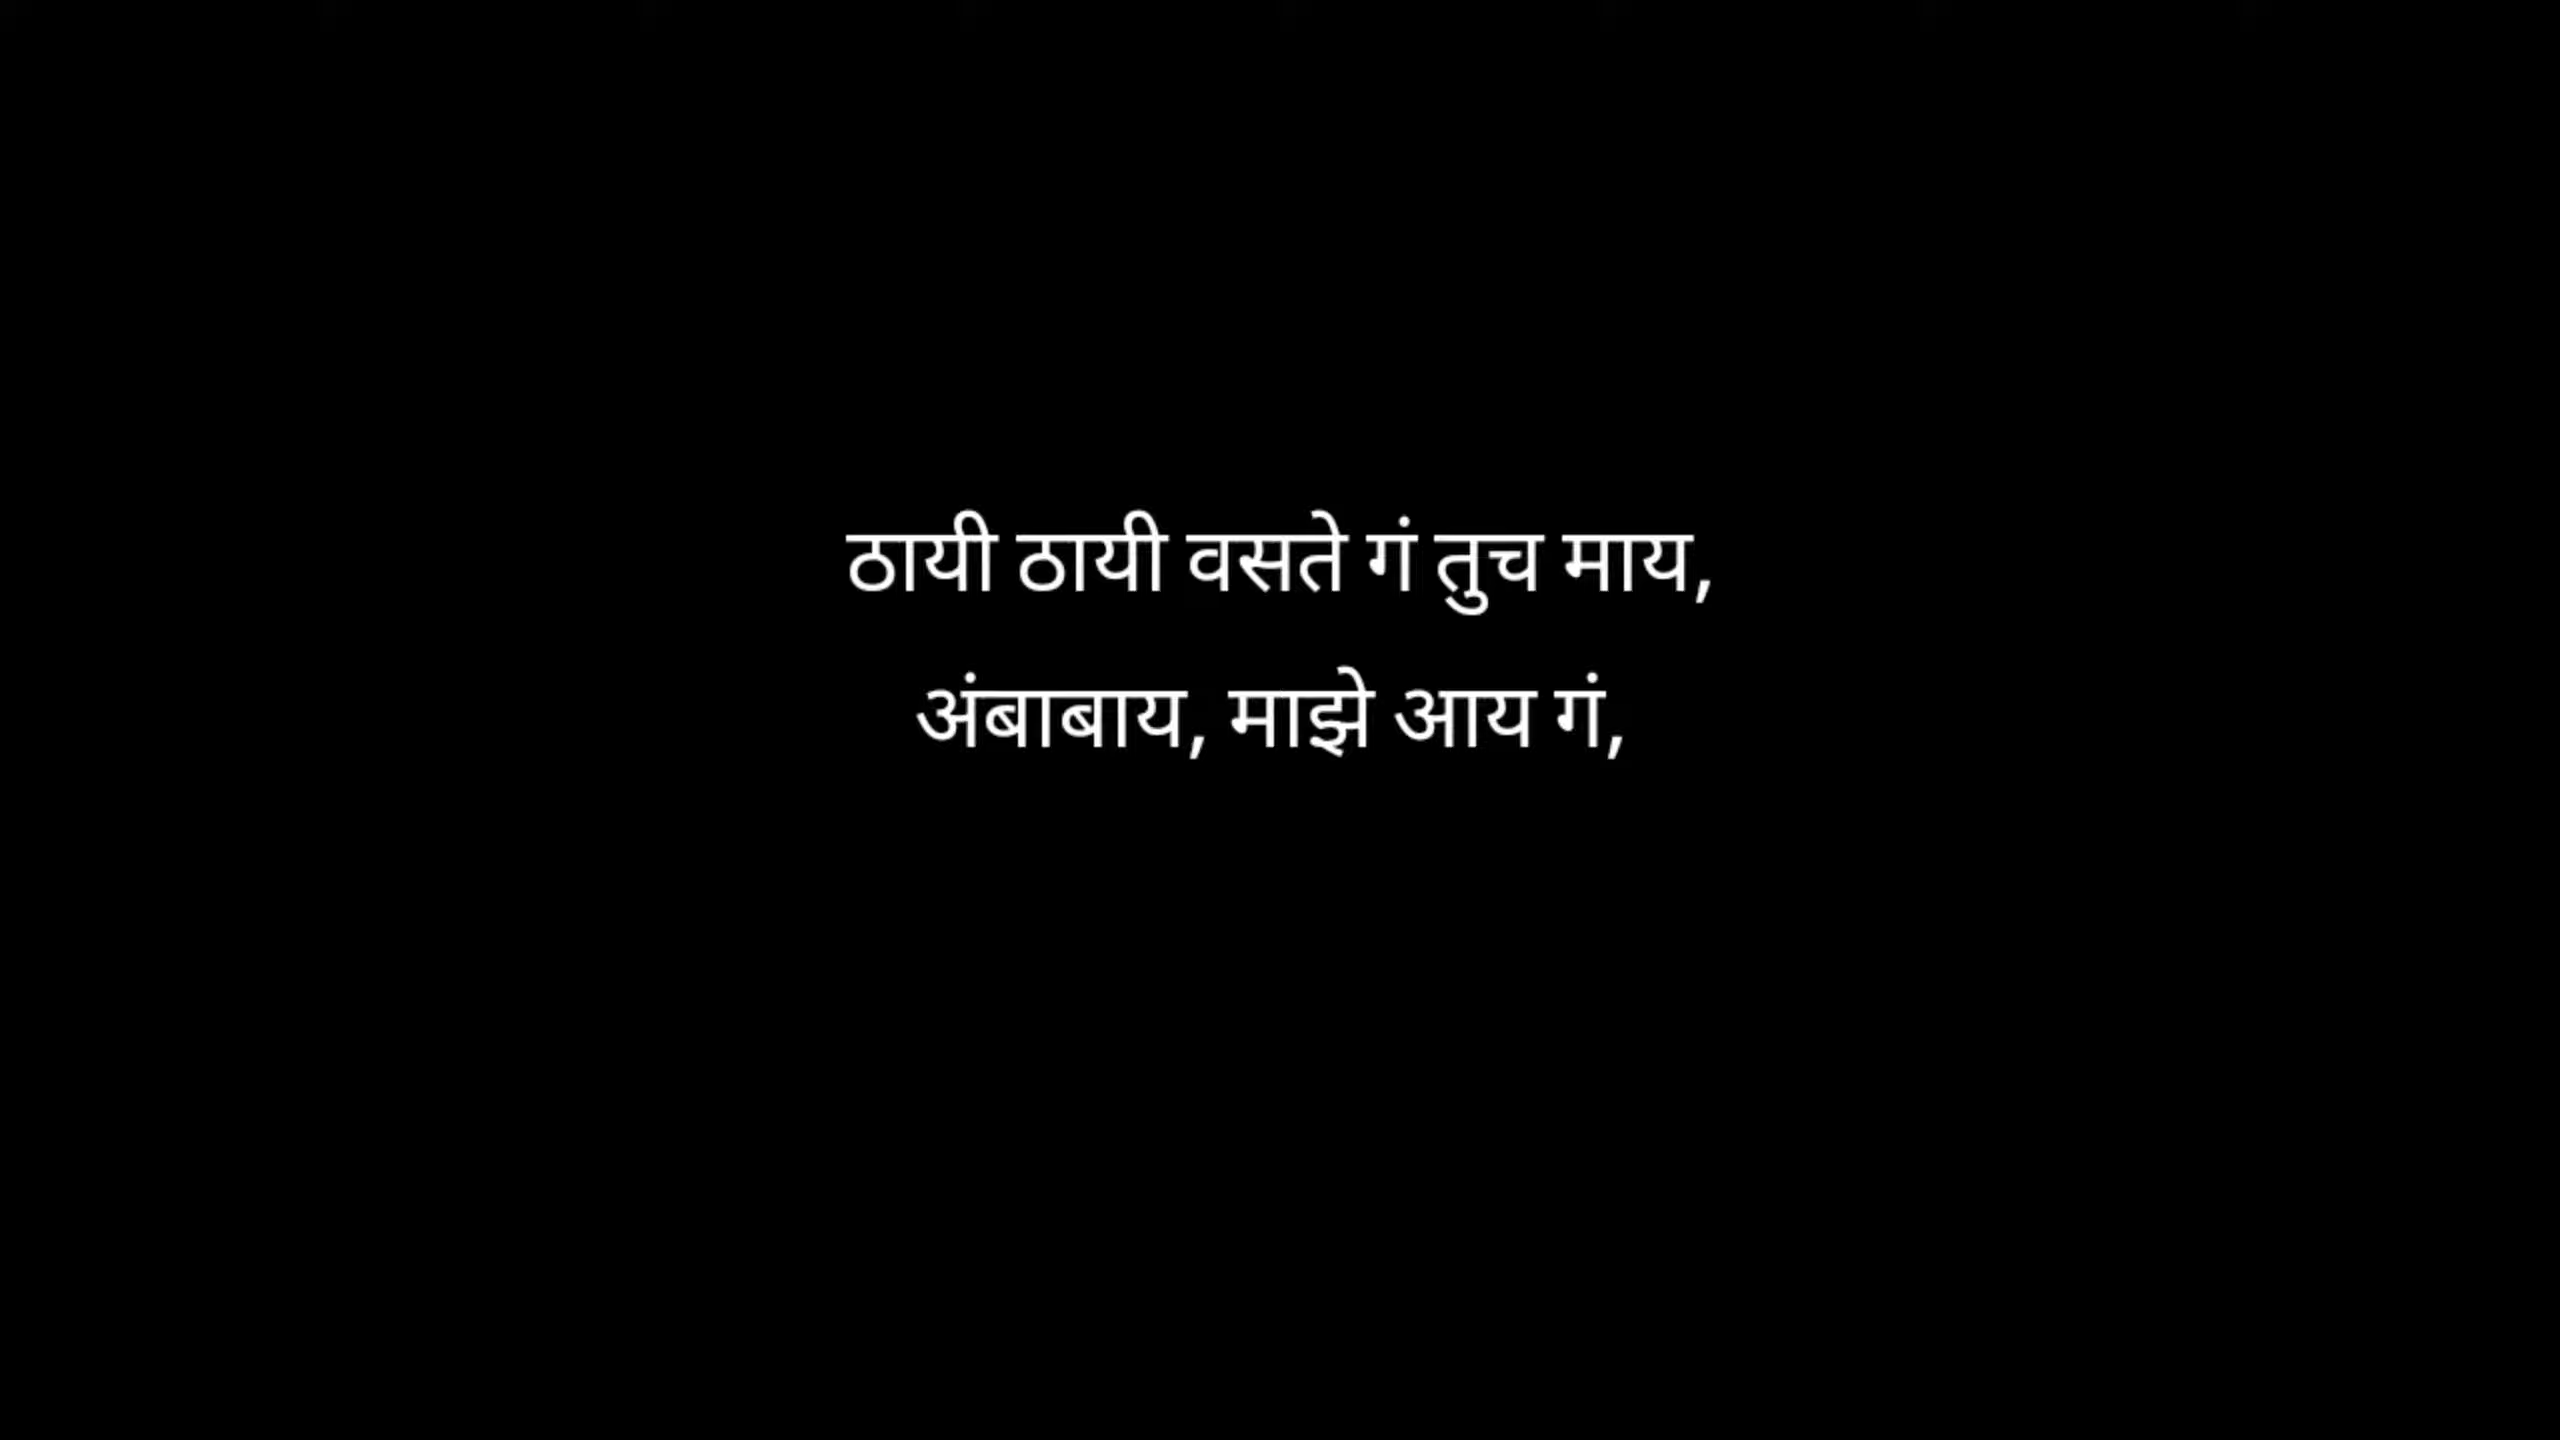 ठायी ठायी वसते गं तुच माय,
अंबाबाय, माझे आय गं,